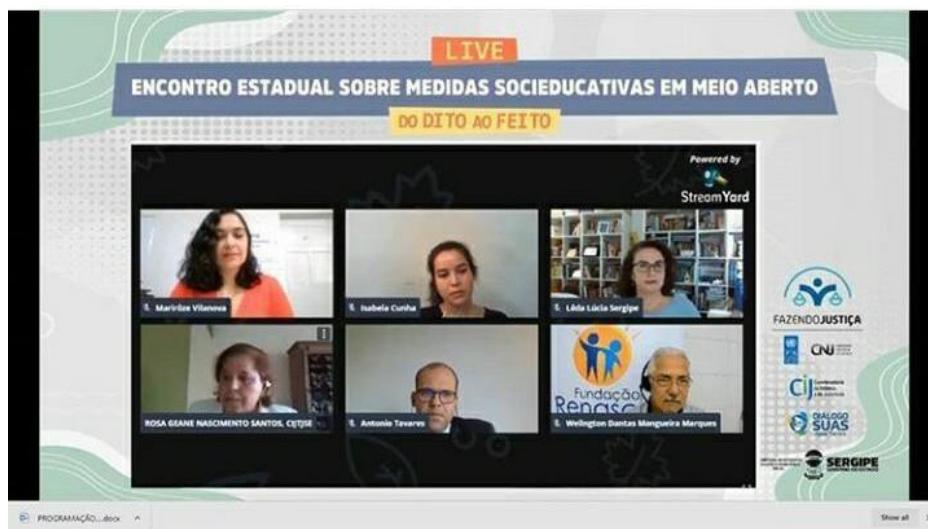 LIVE
ENCONTRO ESTADUAL SOBRE MEDIDAS SOCIEDUCATIVAS EM MEIO ABERTO
DO DITO AO FEITO
Powered by
StreamYard
Marirôze Vilanova
Isabela Cunha
Lêda Lúcia Sergipe
ROSA GEANE NASCIMENTO SANTOS, CIJTJSE
Antonio Tavares
Fundação
Renasc
Welington Dantas Mangueira Marques
FAZENDOJUSTIÇA
CNJ
CIJ
DIÁLOGO
SUAS
SERGIPE
PROGRAMAÇÃO....docx
Show all